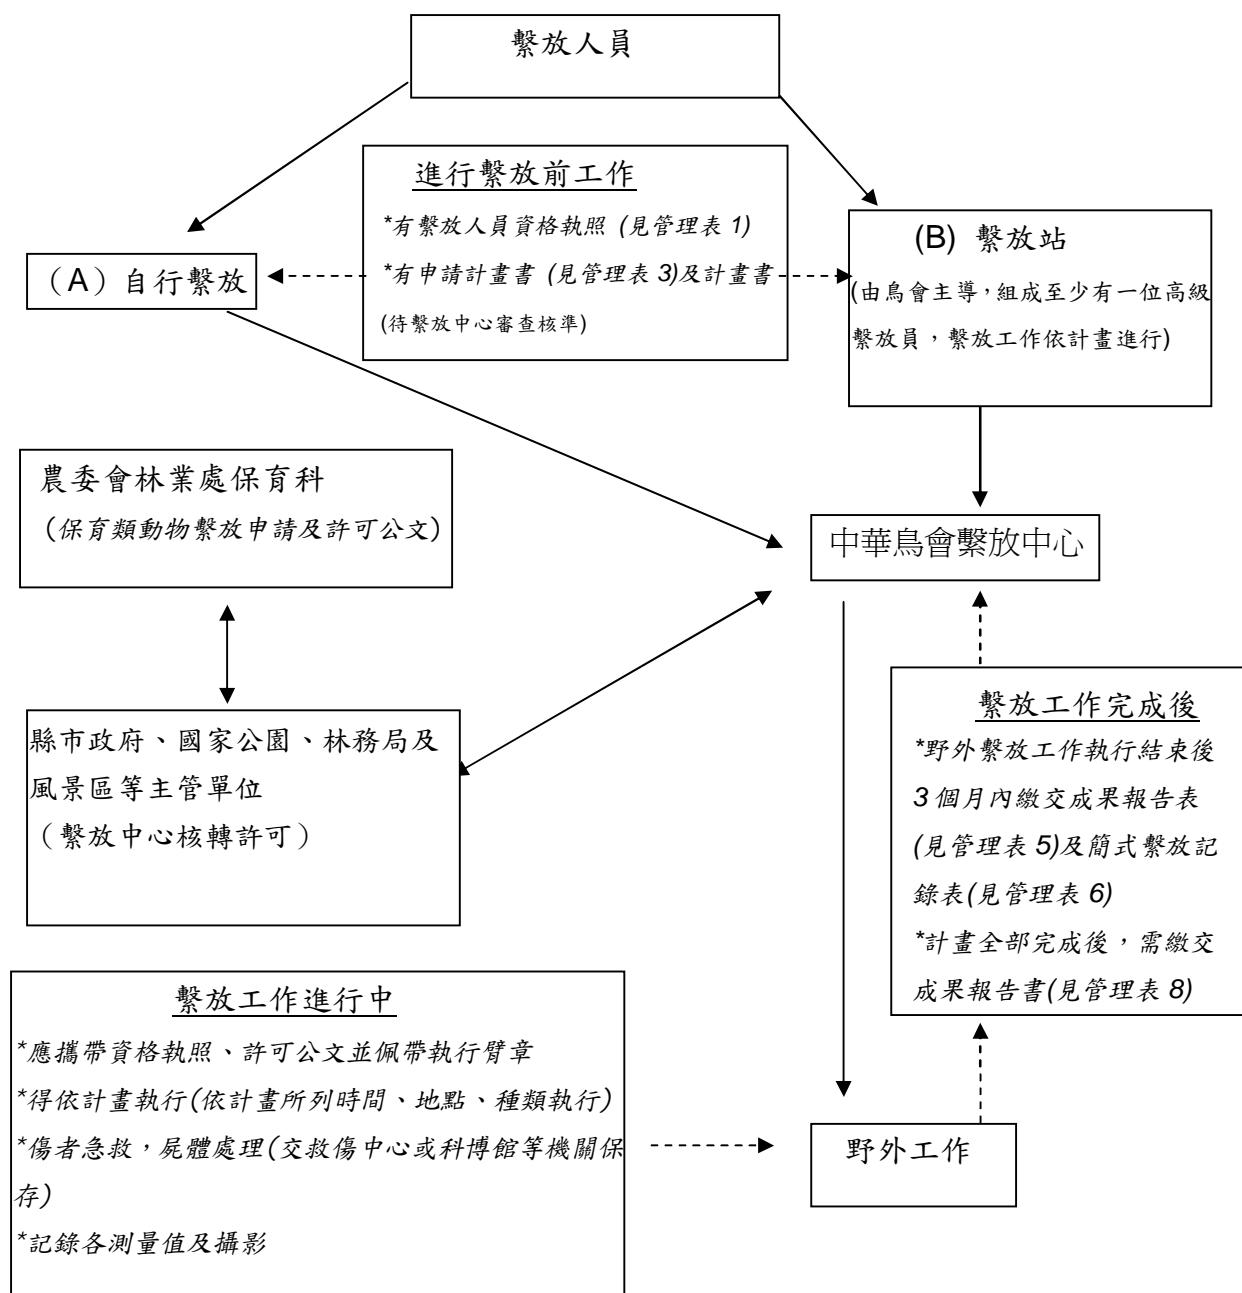 繫放人員
進行繫放前工作
*有繫放人員資格執照 (見管理表 1)
*有申請計畫書 (見管理表 3)及計畫書
(待繫放中心審查核準)
（A）自行繫放
(B) 繫放站
(由鳥會主導，組成至少有一位高級
繫放員，繫放工作依計畫進行)
農委會林業處保育科
(保育類動物繫放申請及許可公文)
中華鳥會繫放中心
縣市政府、國家公園、林務局及
風景區等主管單位
（繫放中心核轉許可）
繫放工作完成後
*野外繫放工作執行結束後
3 個月內繳交成果報告表
(見管理表 5)及簡式繫放記
錄表(見管理表 6)
*計畫全部完成後，需繳交
成果報告書(見管理表 8)
繫放工作進行中
*應攜帶資格執照、許可公文並佩帶執行臂章
*得依計畫執行(依計畫所列時間、地點、種類執行)
*傷者急救，屍體處理(交救傷中心或科博館等機關保
存)
*記錄各測量值及攝影
野外工作